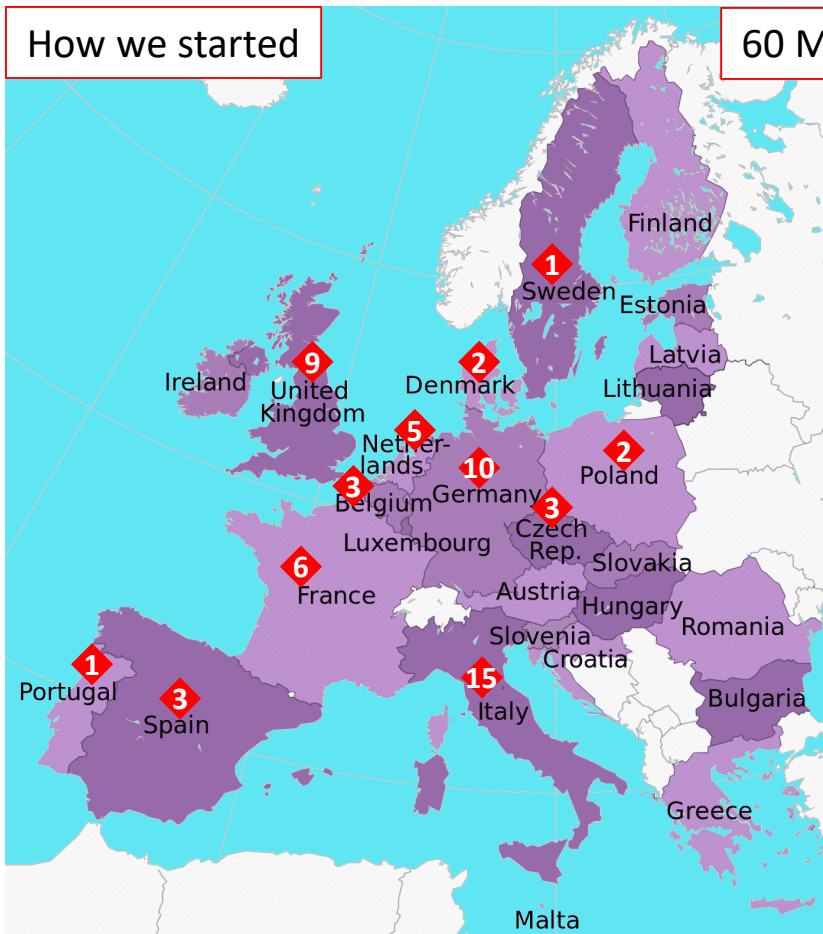 How we started
60 M
Finland
1
Sweden
Estonia
Latvia
Lithuania
9
United
Kingdom
Ireland
2
Denmark
5
Nether-
lands
10
Germany
2
Poland
3
Belgium
3
Czech
Rep.
Luxembourg
Slovakia
6
France
Austria
Hungary
Romania
Slovenia
Croatia
1
Portugal
3
Spain
15
Italy
Bulgaria
Greece
Malta